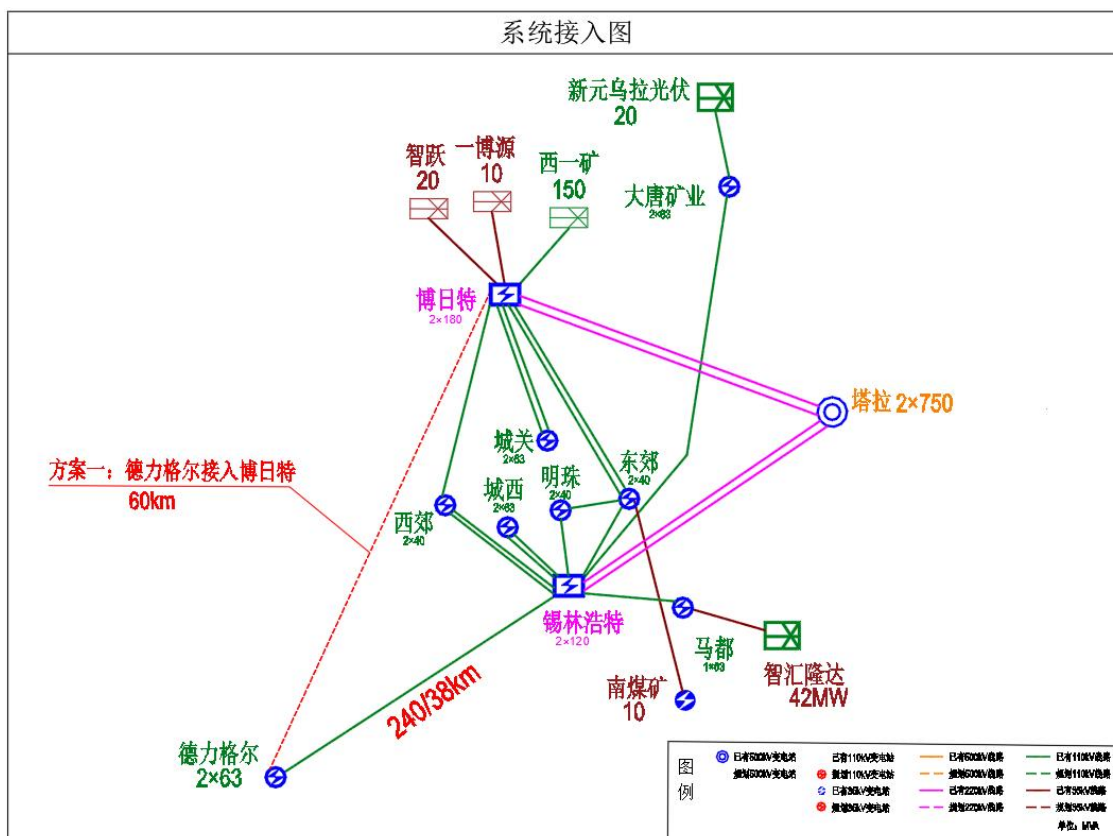 系统接入图
新元乌拉光伏
20
智跃
20
一博源
10
西一矿
150
大唐矿业
2×63
博日特
2×180
塔拉 2×750
城关
2×63
方案一：德力格尔接入博日特
60km
明珠
2×40
东郊
2×40
城西
2×63
西郊
2×40
锡林浩特
2×120
马都
1×63
智汇隆达
42MW
南煤矿
10
240/38km
德力格尔
2×63
图
例
已有500kV变电站
规划500kV变电站
已有110kV变电站
规划110kV变电站
已有35kV变电站
规划35kV变电站
已有500kV线路
规划500kV线路
已有220kV线路
规划220kV线路
已有110kV线路
规划110kV线路
已有35kV线路
规划35kV线路
单位：MVA